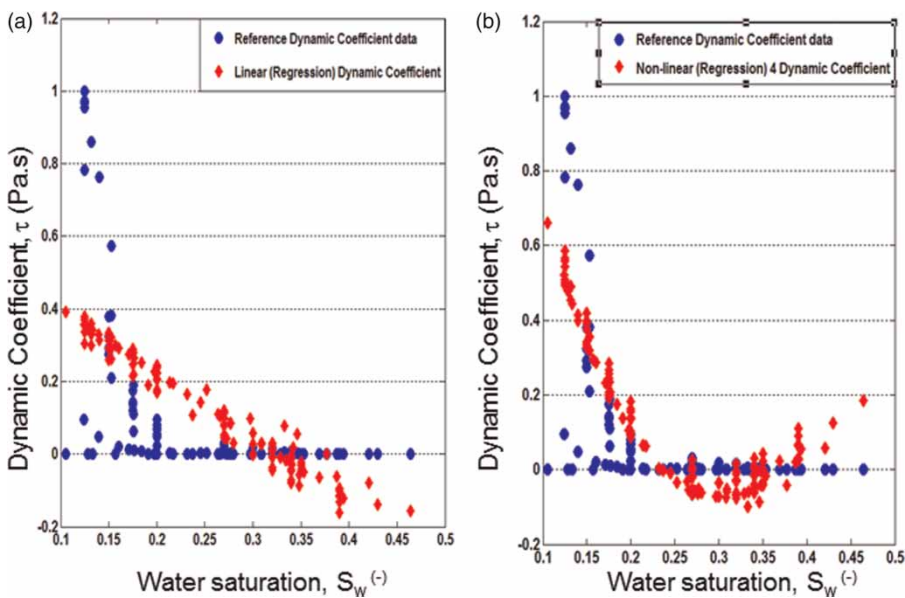 (a)
Reference Dynamic Coefficient data
Linear (Regression) Dynamic Coefficient
1.2
1
0.8
0.6
0.4
0.2
0
-0.2
Dynamic Coefficient, τ (Pa.s)
0.1 0.15 0.2 0.25 0.3 0.35 0.4 0.45 0.5
Water saturation, Sw(-)
(b)
Reference Dynamic Coefficient data
Non-linear (Regression) 4 Dynamic Coefficient
1.2
1
0.8
0.6
0.4
0.2
0
-0.2
Dynamic Coefficient, τ (Pa.s)
0.1 0.15 0.2 0.25 0.3 0.35 0.4 0.45 0.5
Water saturation, Sw(-)